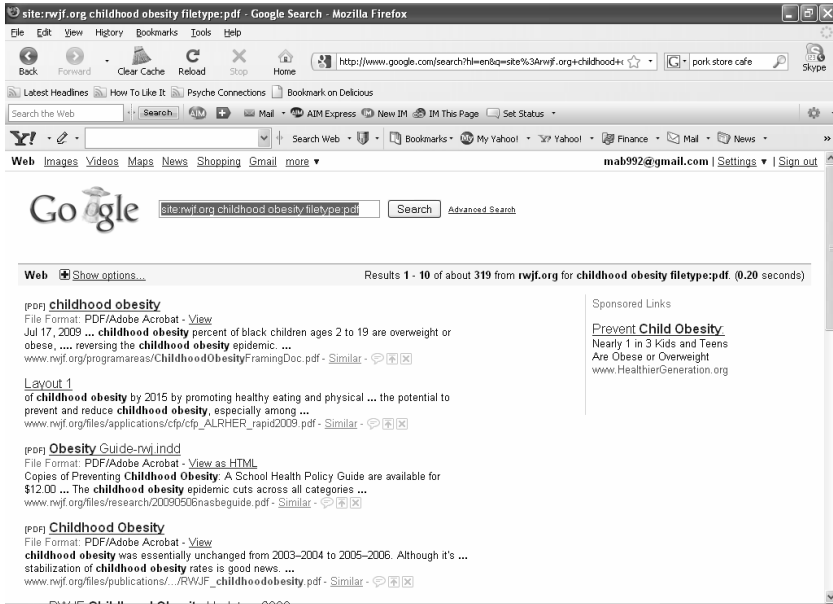 site:rwjf.org childhood obesity filetype:pdf - Google Search - Mozilla Firefox
File Edit View History Bookmarks Tools Help
Back Forward Clear Cache Reload Stop Home http://www.google.com/search?hl=en&q=site%3Arwjf.org+childhood+ pork store cafe Skype
Latest Headlines How To Like It Psyche Connections Bookmark on Delicious
Search the Web Search AIM Mail AIM Express New IM IM This Page Set Status
Y! Search Web Bookmarks My Yahoo! Yahoo! Finance Mail News »
Web Images Videos Maps News Shopping Gmail more ▼ mab992@gmail.com | Settings ▼ | Sign out
Google site:rwjf.org childhood obesity filetype:pdf Search Advanced Search
Web Show options... Results 1 - 10 of about 319 from rwjf.org for childhood obesity filetype:pdf. (0.20 seconds)
[PDF] childhood obesity
File Format: PDF/Adobe Acrobat - View
Jul 17, 2009 ... childhood obesity percent of black children ages 2 to 19 are overweight or
obese, .... reversing the childhood obesity epidemic. ...
www.rwjf.org/programareas/ChildhoodObesityFramingDoc.pdf - Similar -
Layout 1
of childhood obesity by 2015 by promoting healthy eating and physical ... the potential to
prevent and reduce childhood obesity, especially among ...
www.rwjf.org/files/applications/cfp/cfp_ALRHER_rapid2009.pdf - Similar -
[PDF] Obesity Guide-rwj.indd
File Format: PDF/Adobe Acrobat - View as HTML
Copies of Preventing Childhood Obesity: A School Health Policy Guide are available for
$12.00 ... The childhood obesity epidemic cuts across all categories ...
www.rwjf.org/files/research/20090506nasbeguide.pdf - Similar -
[PDF] Childhood Obesity
File Format: PDF/Adobe Acrobat - View
childhood obesity was essentially unchanged from 2003–2004 to 2005–2006. Although it's ...
stabilization of childhood obesity rates is good news. ...
www.rwjf.org/files/publications/.../RWJF_childhoodobesity.pdf - Similar -
Sponsored Links
Prevent Child Obesity:
Nearly 1 in 3 Kids and Teens
Are Obese or Overweight
www.HealthierGeneration.org